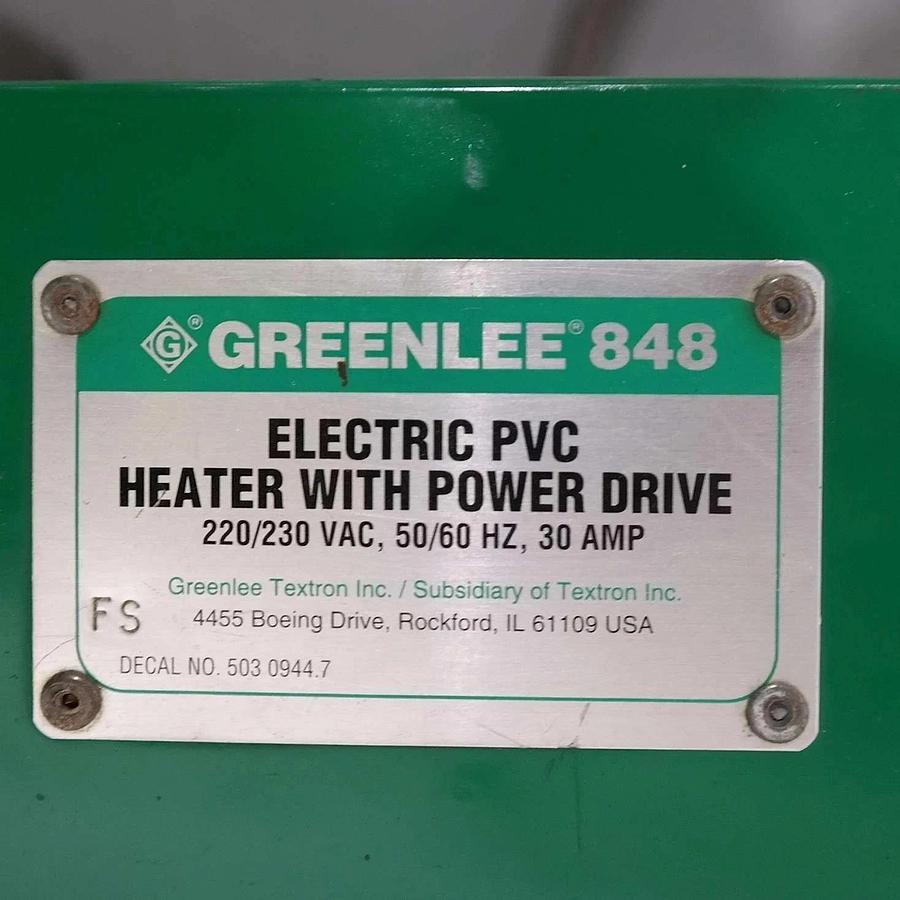 G® GREENLEE® 848
ELECTRIC PVC
HEATER WITH POWER DRIVE
220/230 VAC, 50/60 HZ, 30 AMP
Greenlee Textron Inc. / Subsidiary of Textron Inc.
FS
4455 Boeing Drive, Rockford, IL 61109 USA
DECAL NO. 503 0944.7